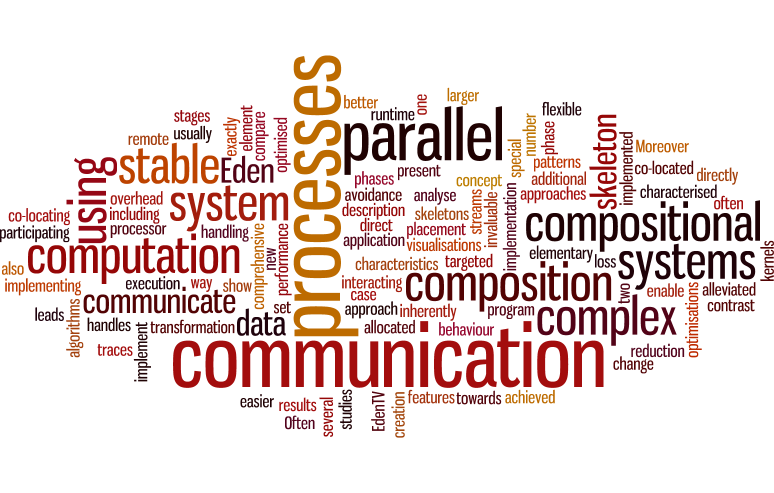 processes
better
larger
one
runtime
parallel
flexible
stages
usually
remote
exactly
element
compare
optimised
special
number
phase
patterns
skeleton
implemented
Moreover
co-located
directly
stable
Eden
phases
present
concept
additional
approaches
characterised
often
using
overhead
including
processor
system
handling
avoidance
description
direct
application
analyse
skeletons
placement
visualisations
streams
invaluable
implementation
compositional
co-locating
participating
computation
comprehensive
new
performance
characteristics
targeted
elementary
loss
systems
kernels
also
implementing
execution
way
show
set
interacting
case
composition
two
enable
alleviated
contrast
optimisations
communicate
data
approach
inherently
program
complex
leads
algorithms
handles
transformation
allocated
behaviour
reduction
change
traces
implement
communication
easier
results
Often
several
studies
EdenTV
creation
features
towards
achieved